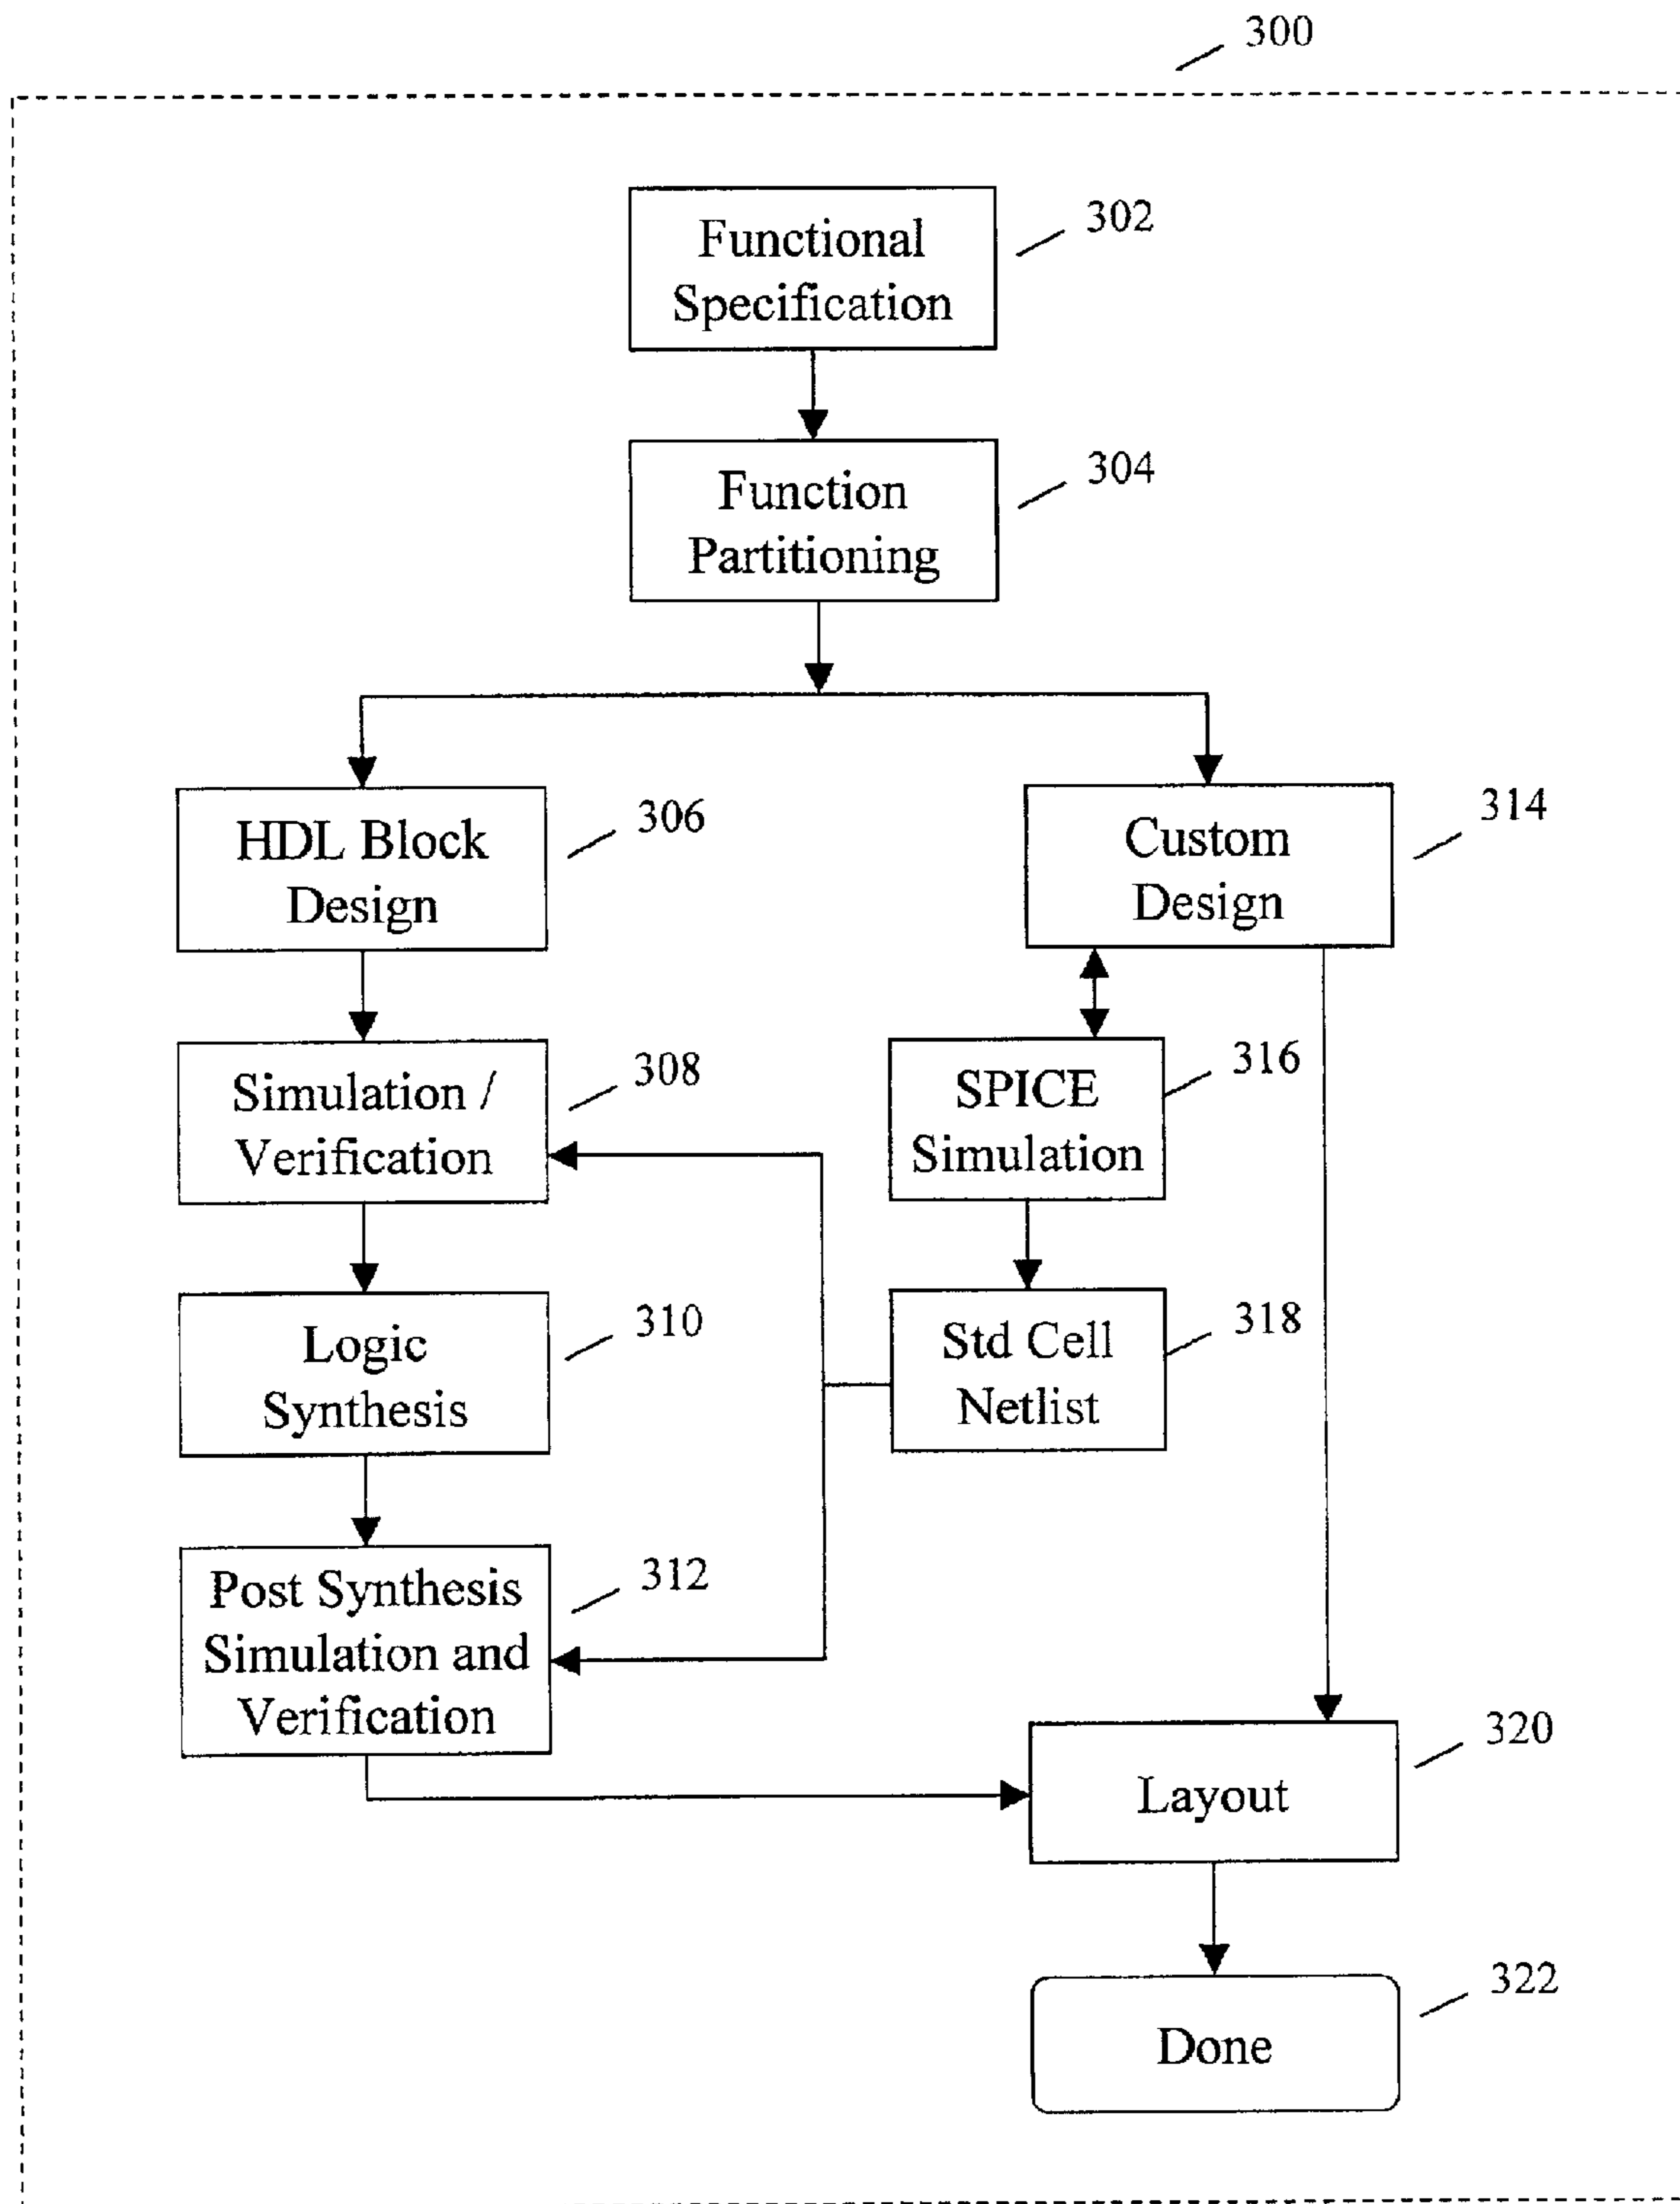 300
Functional
Specification
302
Function
Partitioning
304
HDL Block
Design
306
Custom
Design
314
Simulation /
Verification
308
SPICE
Simulation
316
Logic
Synthesis
310
Std Cell
Netlist
318
Post Synthesis
Simulation and
Verification
312
Layout
320
Done
322